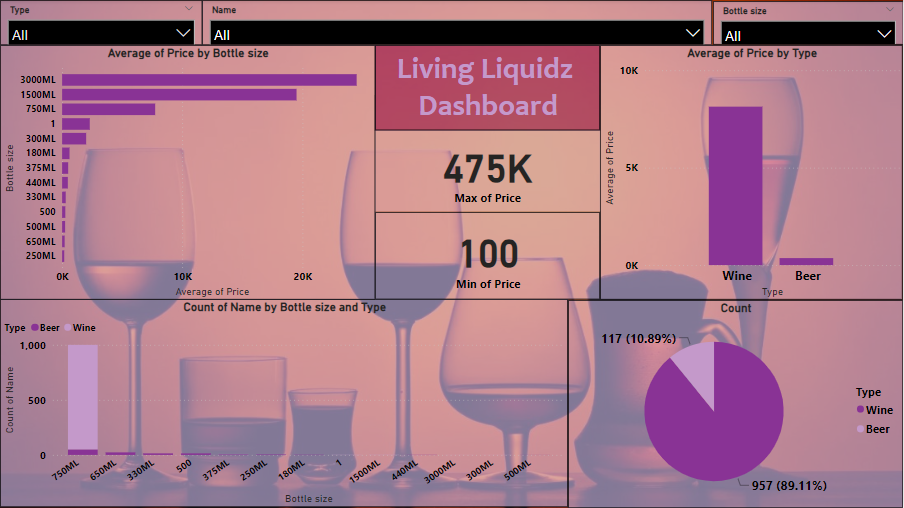 Type
All
Name
All
Bottle size
All
Average of Price by Bottle size
Bottle size
3000ML
1500ML
750ML
1
300ML
180ML
375ML
440ML
330ML
500
500ML
650ML
250ML
0K
10K
20K
Average of Price
Living Liquidz
Dashboard
475K
Max of Price
100
Min of Price
Average of Price by Type
Average of Price
10K
5K
0K
Wine
Beer
Type
Count of Name by Bottle size and Type
Type Beer Wine
Count of Name
1,000
500
0
750ML
650ML
330ML
500
375ML
250ML
180ML
1
1500ML
440ML
3000ML
300ML
500ML
Bottle size
Count
117 (10.89%)
957 (89.11%)
Type
Wine
Beer